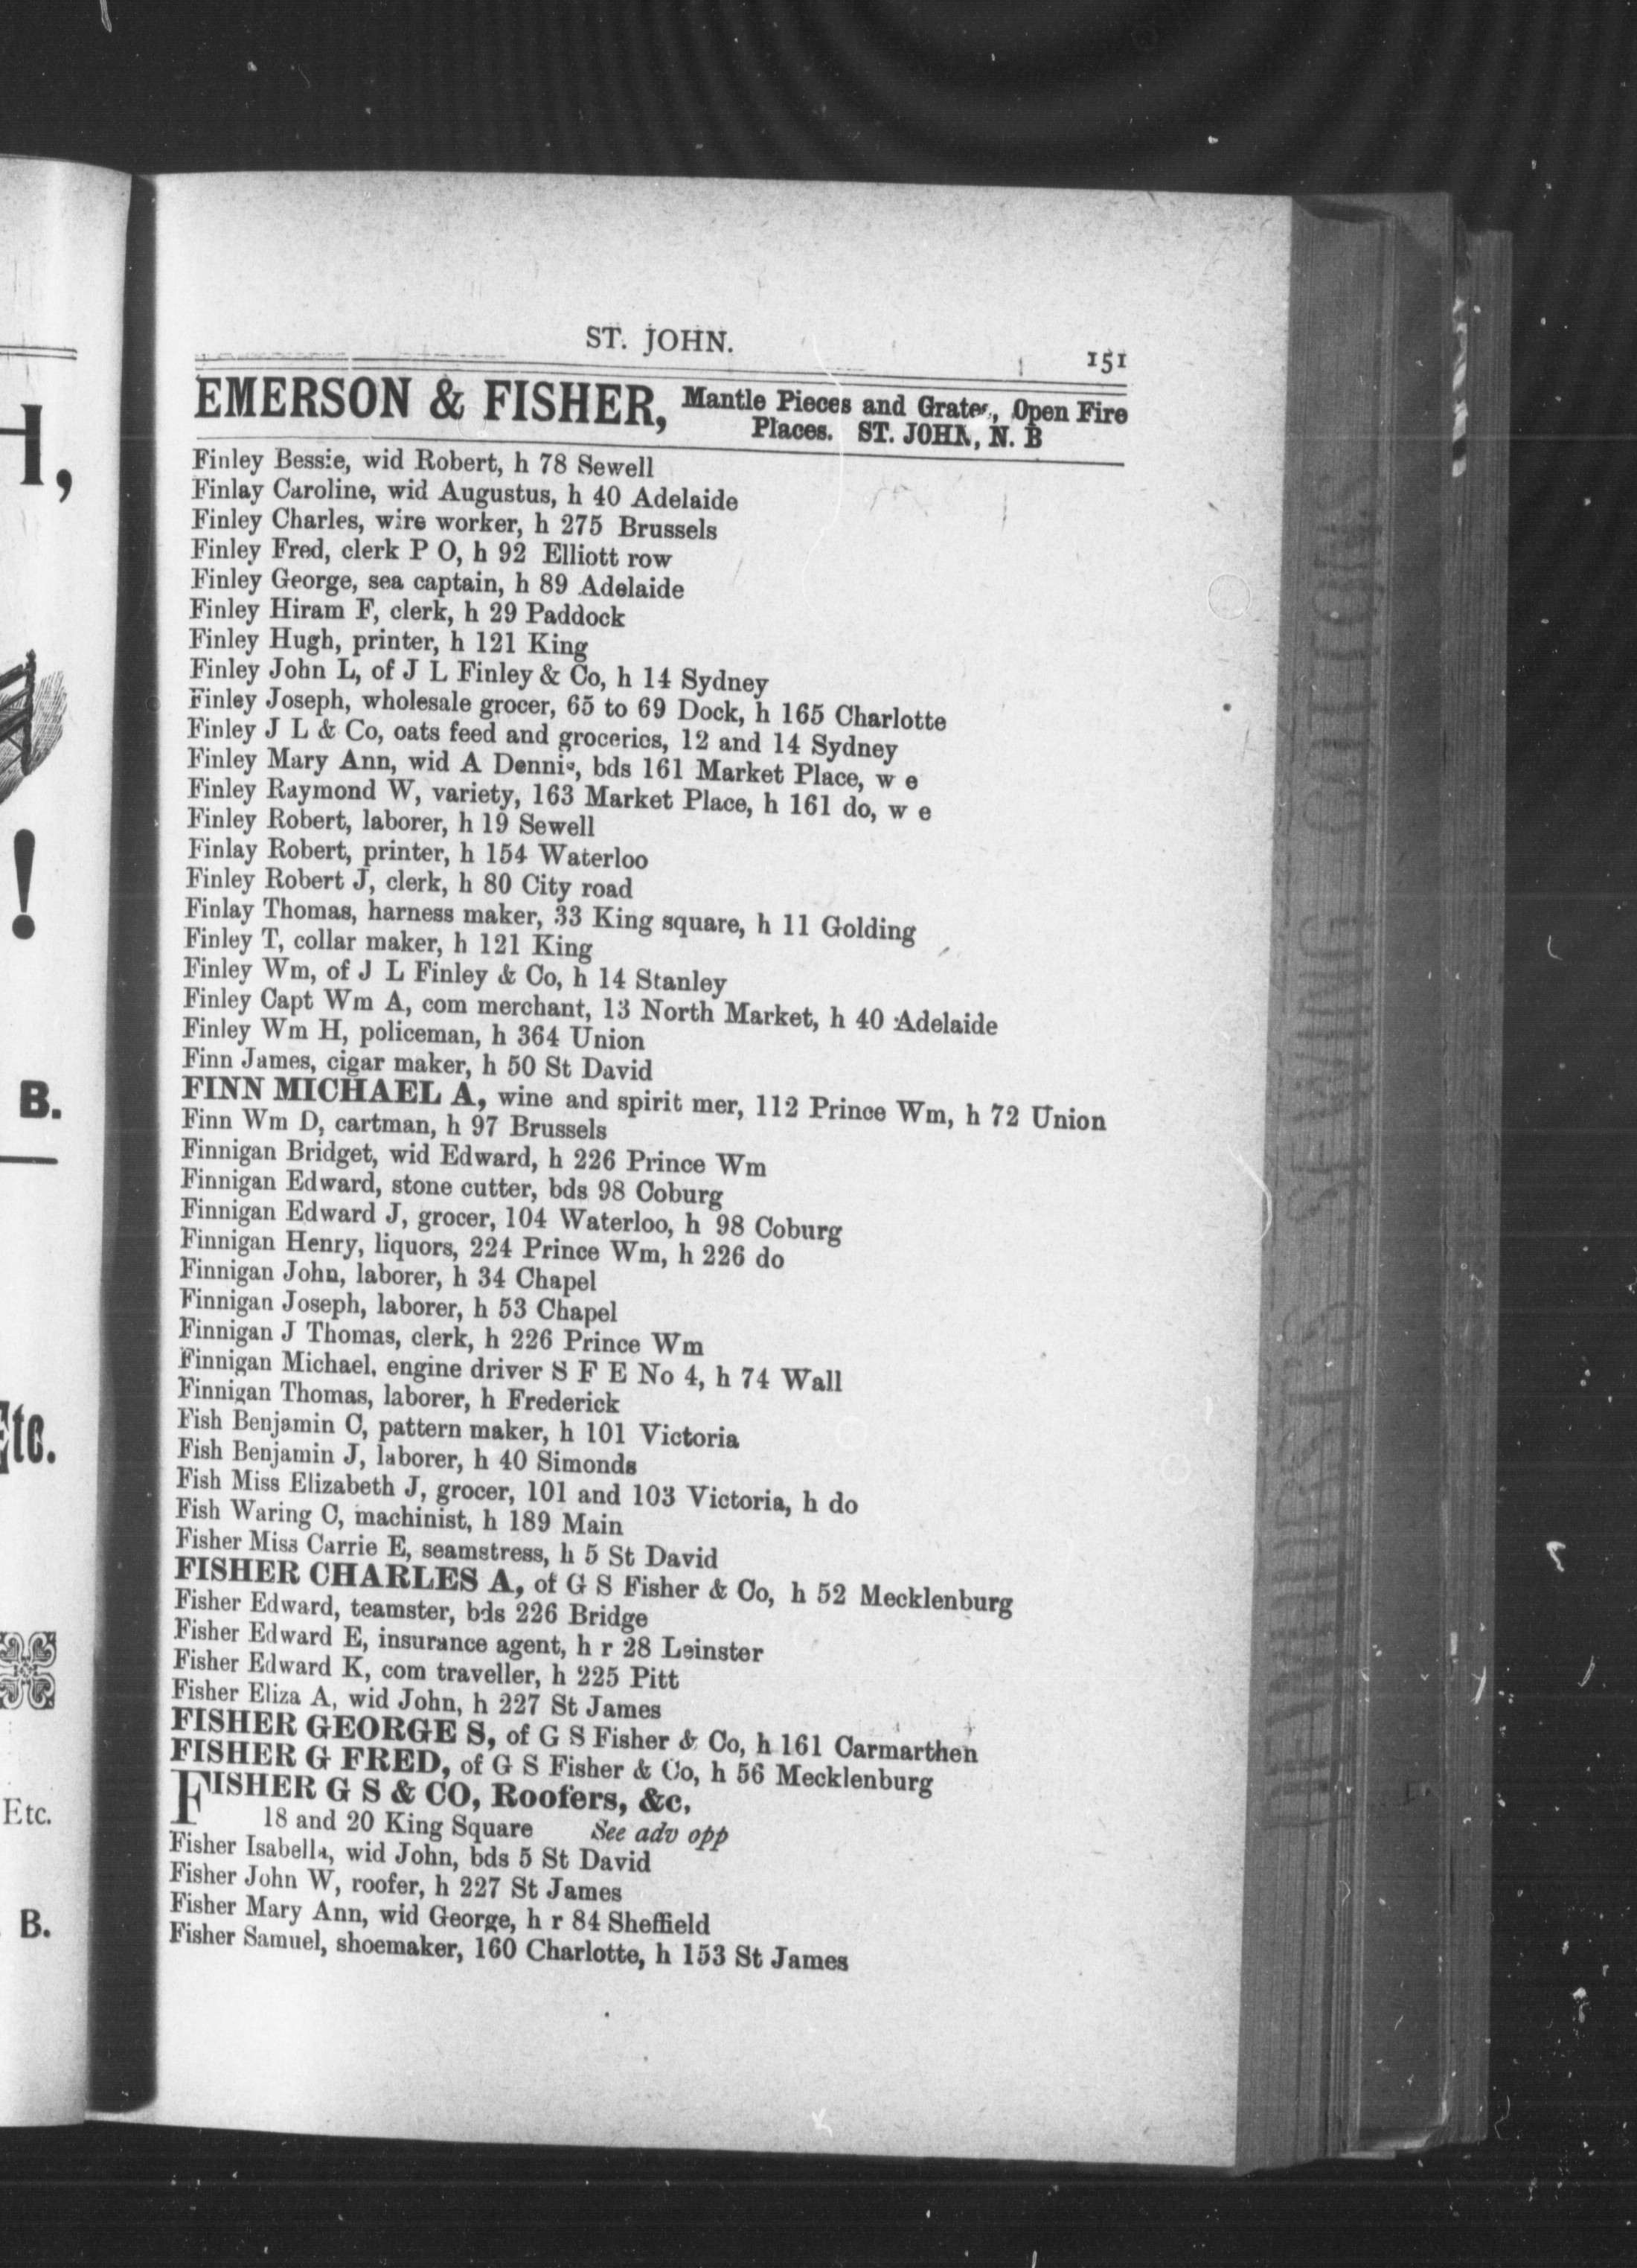 ST. JOHN.
151
EMERSON & FISHER, Mantle Pieces and Grates, Open Fire
Places. ST. JOHN, N. B
Finley Bessie, wid Robert, h 78 Sewell
Finlay Caroline, wid Augustus, h 40 Adelaide
Finley Charles, wire worker, h 275 Brussels
Finley Fred, clerk P O, h 92 Elliott row
Finley George, sea captain, h 89 Adelaide
Finley Hiram F, clerk, h 29 Paddock
Finley Hugh, printer, h 121 King
Finley John L, of J L Finley & Co, h 14 Sydney
Finley Joseph, wholesale grocer, 65 to 69 Dock, h 165 Charlotte
Finley J L & Co, oats feed and groceries, 12 and 14 Sydney
Finley Mary Ann, wid A Dennis, bds 161 Market Place, w e
Finley Raymond W, variety, 163 Market Place, h 161 do, w e
Finley Robert, laborer, h 19 Sewell
Finlay Robert, printer, h 154 Waterloo
Finley Robert J, clerk, h 80 City road
Finlay Thomas, harness maker, 33 King square, h 11 Golding
Finley T, collar maker, h 121 King
Finley Wm, of J L Finley & Co, h 14 Stanley
Finley Capt Wm A, com merchant, 13 North Market, h 40 Adelaide
Finley Wm H, policeman, h 364 Union
Finn James, cigar maker, h 50 St David
FINN MICHAEL A, wine and spirit mer, 112 Prince Wm, h 72 Union
Finn Wm D, cartman, h 97 Brussels
Finnigan Bridget, wid Edward, h 226 Prince Wm
Finnigan Edward, stone cutter, bds 98 Coburg
Finnigan Edward J, grocer, 104 Waterloo, h 98 Coburg
Finnigan Henry, liquors, 224 Prince Wm, h 226 do
Finnigan John, laborer, h 34 Chapel
Finnigan Joseph, laborer, h 53 Chapel
Finnigan J Thomas, clerk, h 226 Prince Wm
Finnigan Michael, engine driver S F E No 4, h 74 Wall
Finnigan Thomas, laborer, h Frederick
Fish Benjamin C, pattern maker, h 101 Victoria
Fish Benjamin J, laborer, h 40 Simonds
Fish Miss Elizabeth J, grocer, 101 and 103 Victoria, h do
Fish Waring C, machinist, h 189 Main
Fisher Miss Carrie E, seamstress, h 5 St David
FISHER CHARLES A, of G S Fisher & Co, h 52 Mecklenburg
Fisher Edward, teamster, bds 226 Bridge
Fisher Edward E, insurance agent, h r 28 Leinster
Fisher Edward K, com traveller, h 225 Pitt
Fisher Eliza A, wid John, h 227 St James
FISHER GEORGE S, of G S Fisher & Co, h 161 Carmarthen
FISHER G FRED, of G S Fisher & Co, h 56 Mecklenburg
FISHER G S & CO, Roofers, &c,
18 and 20 King Square See adv opp
Fisher Isabella, wid John, bds 5 St David
Fisher John W, roofer, h 227 St James
Fisher Mary Ann, wid George, h r 84 Sheffield
Fisher Samuel, shoemaker, 160 Charlotte, h 153 St James
H,
!
B.
Etc.
Etc.
B.